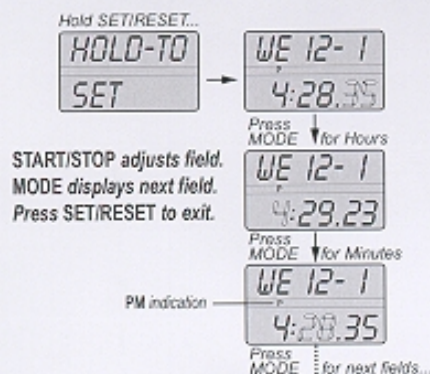 Hold SET/RESET...
HOLD-TO
SET
WE 12- 1
P
4:28.35
Press
MODE for Hours
START/STOP adjusts field.
MODE displays next field.
Press SET/RESET to exit.
WE 12- 1
P
4:29.23
Press
MODE for Minutes
WE 12- 1
PM indication
P
4:28.35
Press
MODE for next fields...